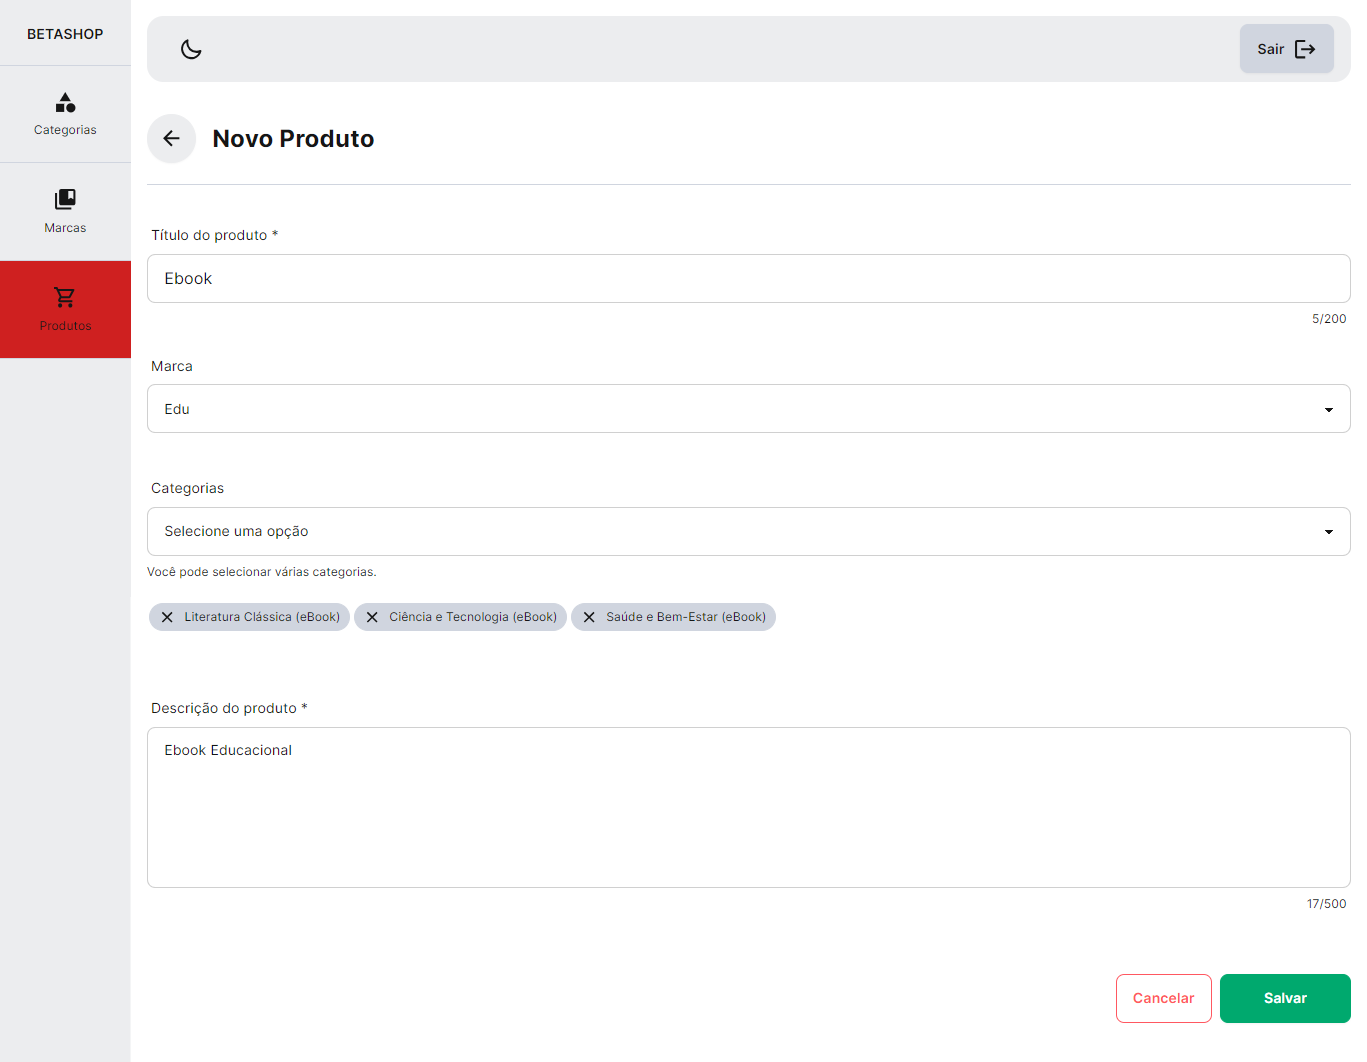 BETASHOP
Sair
Categorias
Marcas
Produtos
Novo Produto
Título do produto *
Ebook
5/200
Marca
Edu
Categorias
Selecione uma opção
Você pode selecionar várias categorias.
Literatura Clássica (eBook) Ciência e Tecnologia (eBook) Saúde e Bem-Estar (eBook)
Descrição do produto *
Ebook Educacional
17/500
Cancelar Salvar